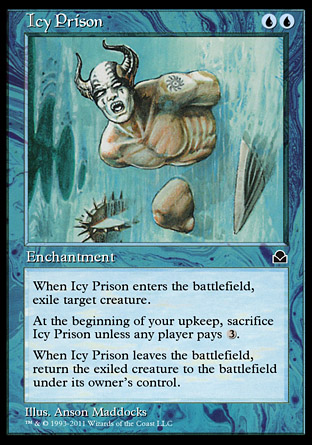 Icy Prison
Enchantment
When Icy Prison enters the battlefield,
exile target creature.
At the beginning of your upkeep, sacrifice
Icy Prison unless any player pays 3.
When Icy Prison leaves the battlefield,
return the exiled creature to the battlefield
under its owner's control.
Illus. Anson Maddocks
™ & © 1993-2011 Wizards of the Coast LLC